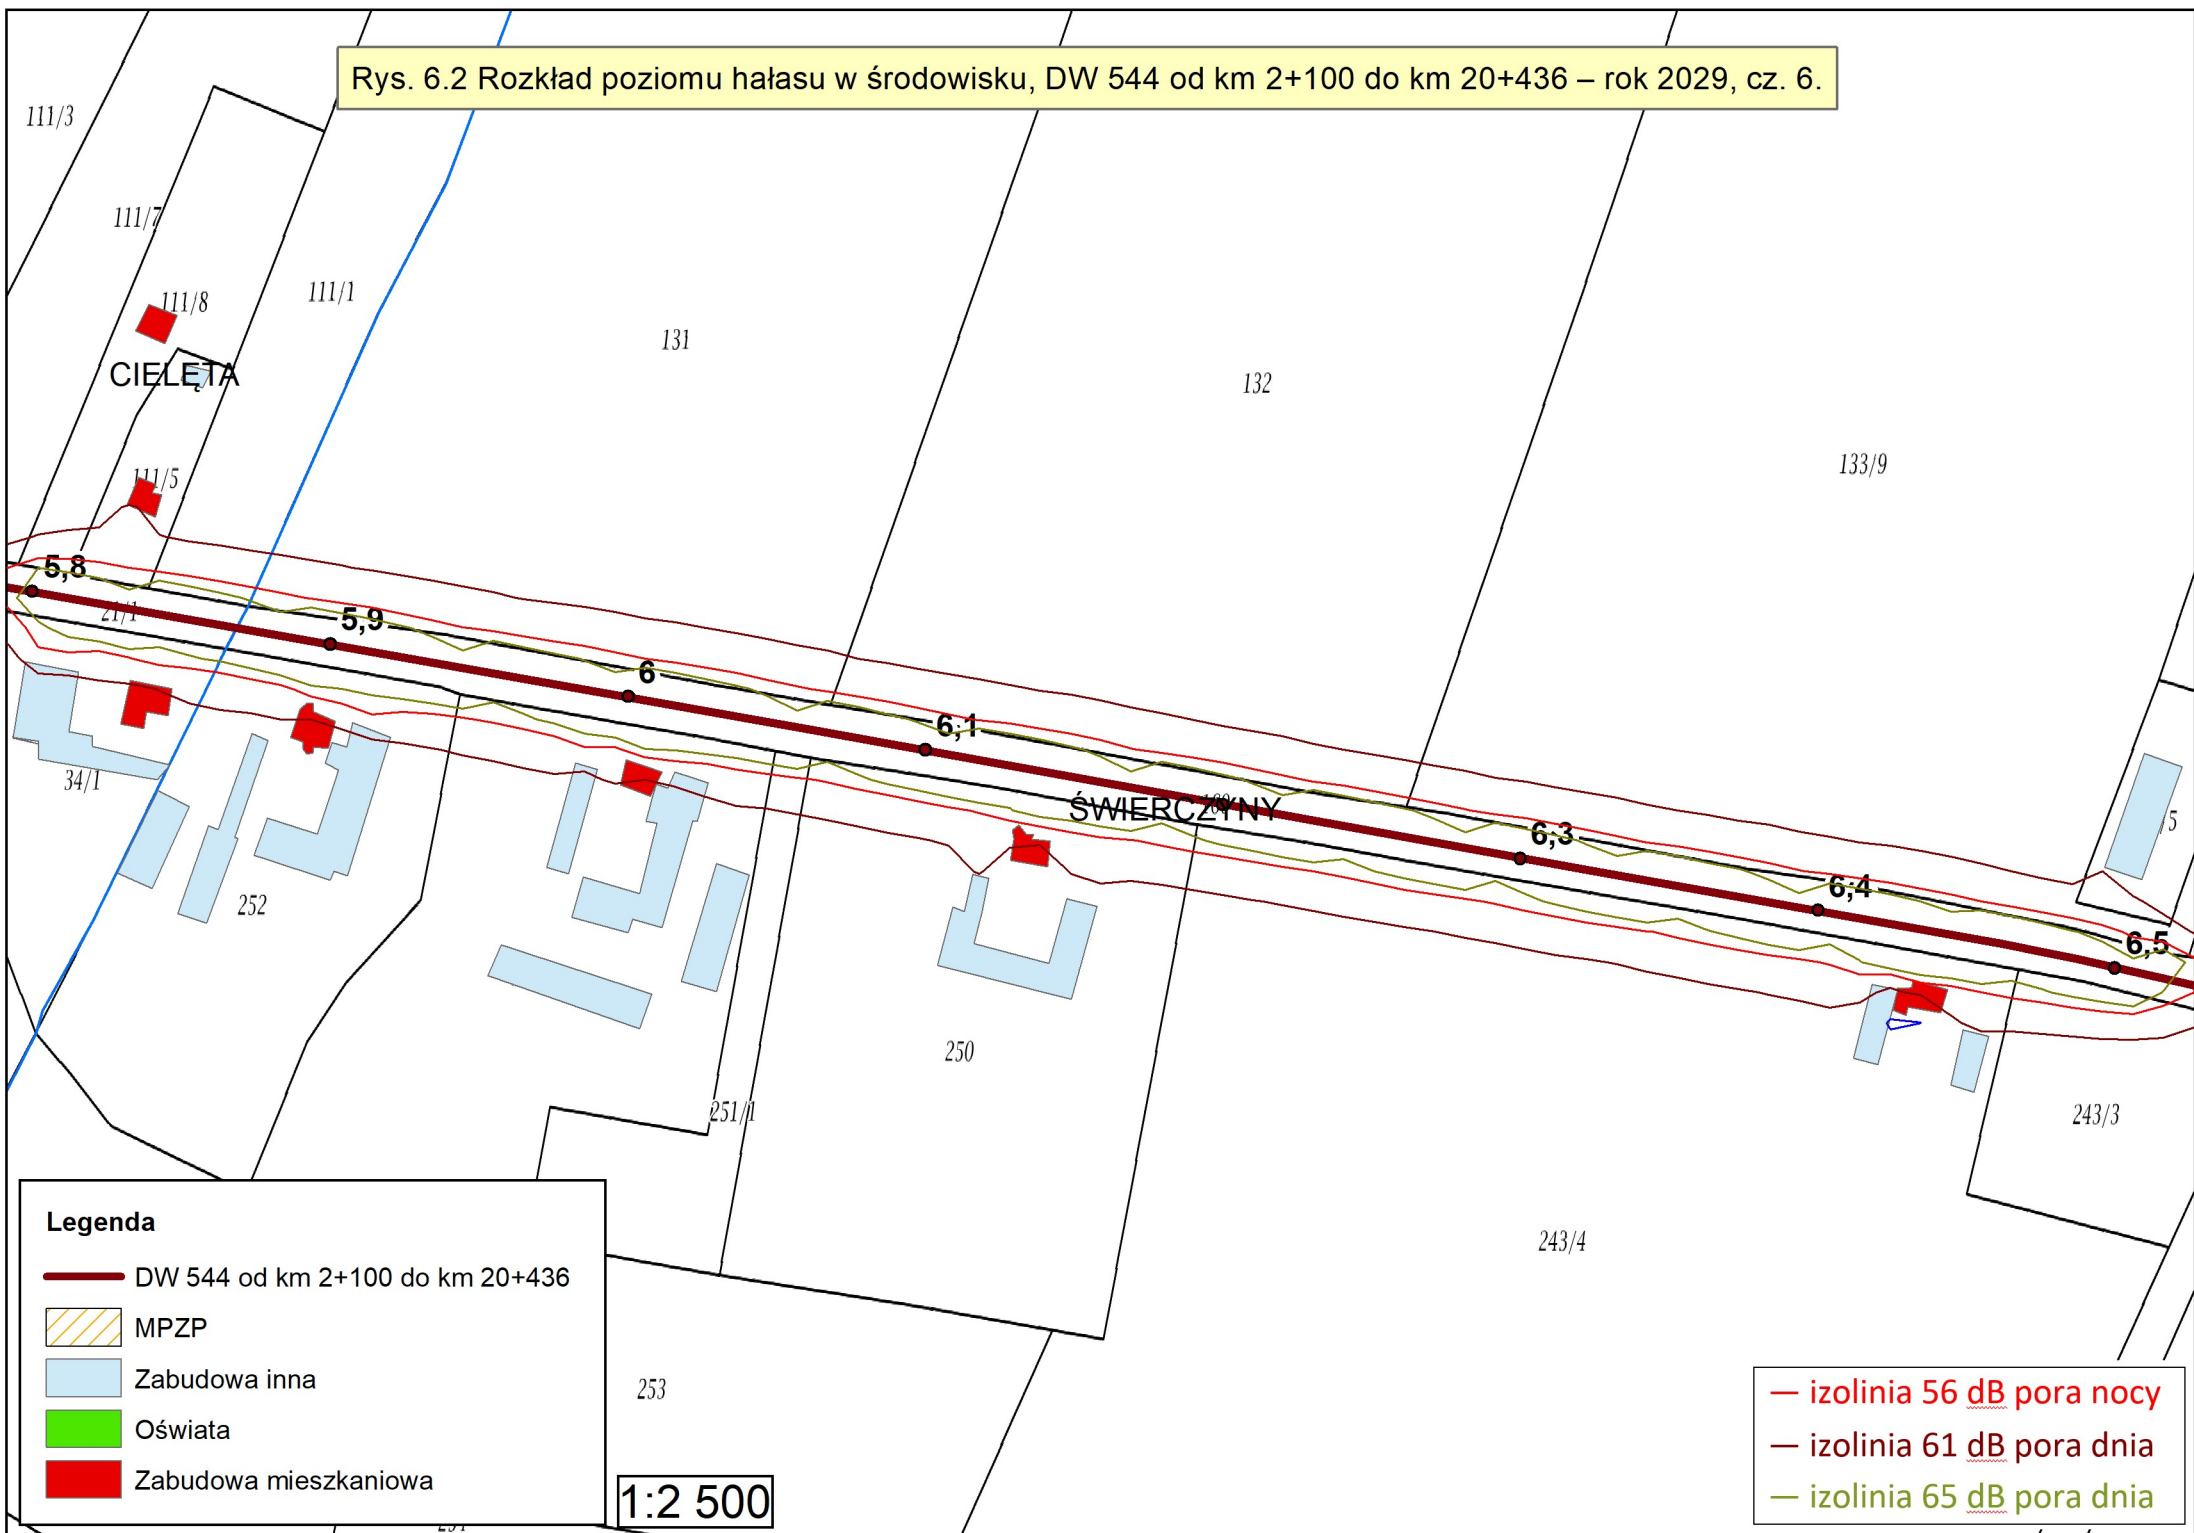 Rys. 6.2 Rozkład poziomu hałasu w środowisku, DW 544 od km 2+100 do km 20+436 – rok 2029, cz. 6.
111/3
111/7
111/8
111/1
131
132
CIELĘTA
133/9
111/5
5,8
21/1
5,9
6
6,1
ŚWIERCZYNY
6,3
6,4
6,5
34/1
252
250
251/1
243/3
243/4
253
Legenda
DW 544 od km 2+100 do km 20+436
MPZP
Zabudowa inna
Oświata
Zabudowa mieszkaniowa
1:2 500
izolinia 56 dB pora nocy
izolinia 61 dB pora dnia
izolinia 65 dB pora dnia